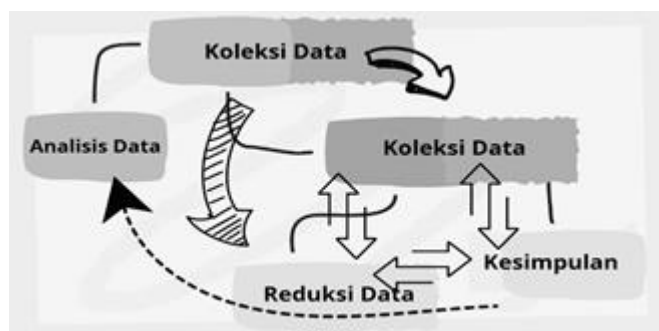 Koleksi Data
Analisis Data
Koleksi Data
Kesimpulan
Reduksi Data